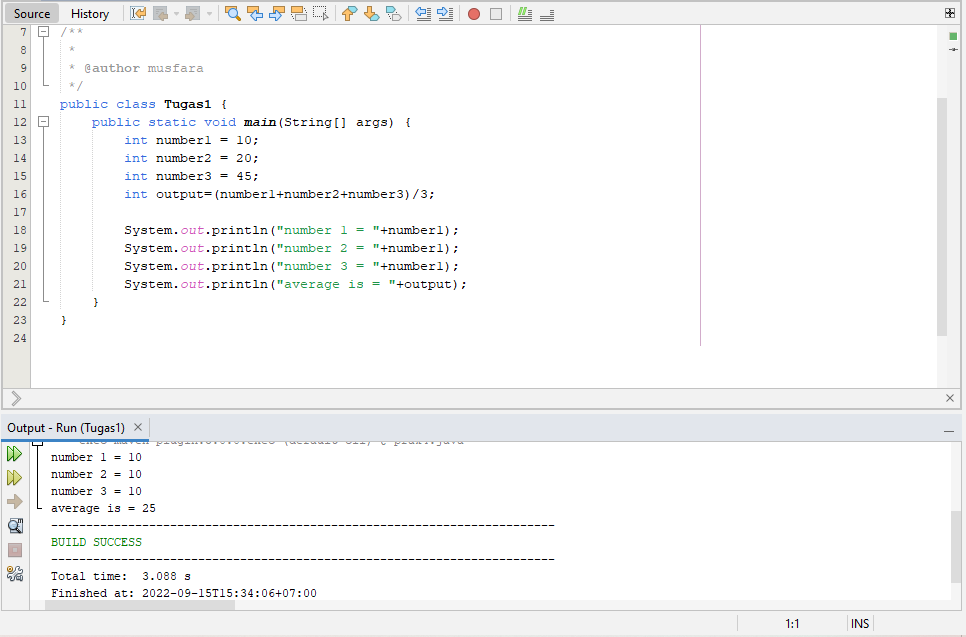 Source History
7 /**
8 *
9 * @author musfara
10 */
11 public class Tugas1 {
12 public static void main(String[] args) {
13 int number1 = 10;
14 int number2 = 20;
15 int number3 = 45;
16 int output=(number1+number2+number3)/3;
17
18 System.out.println("number 1 = "+number1);
19 System.out.println("number 2 = "+number1);
20 System.out.println("number 3 = "+number1);
21 System.out.println("average is = "+output);
22 }
23 }
24
Output - Run (Tugas1)
number 1 = 10
number 2 = 10
number 3 = 10
average is = 25
------------------------------------------------------------------------
BUILD SUCCESS
------------------------------------------------------------------------
Total time: 3.088 s
Finished at: 2022-09-15T15:34:06+07:00
1:1 INS